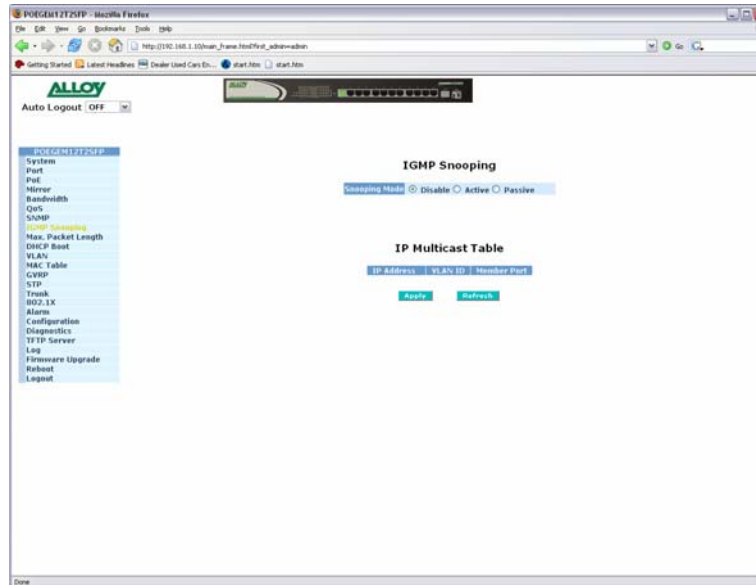 POEGEM12T2SFP - Mozilla Firefox
File Edit View Go Bookmarks Tools Help
http://192.168.1.10/main_frame.html?first_admin=admin
Go
Getting Started Latest Headlines Dealer Used Cars En... start.htm start.htm
ALLOY
Auto Logout OFF
ALLOY
POEGEM12T2SFP
System
Port
PoE
Mirror
Bandwidth
QoS
SNMP
IGMP Snooping
Max. Packet Length
DHCP Boot
VLAN
MAC Table
GVRP
STP
Trunk
802.1X
Alarm
Configuration
Diagnostics
TFTP Server
Log
Firmware Upgrade
Reboot
Logout
IGMP Snooping
Snooping Mode Disable Active Passive
IP Multicast Table
IP Address VLAN ID Member Port
Apply Refresh
Done